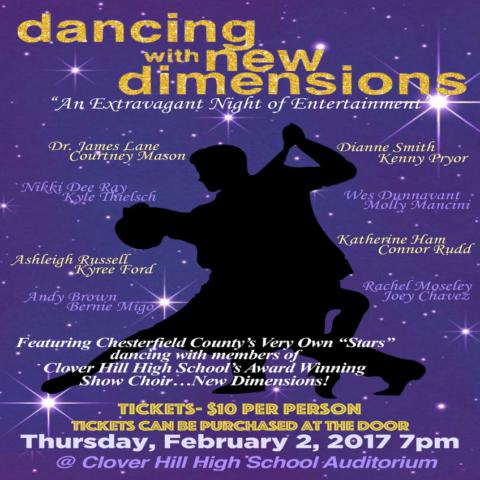 dancing
with new
dimensions
"An Extravagant Night of Entertainment"
Dr. James Lane
Courtney Mason
Dianne Smith
Kenny Pryor
Nikki Dee Ray
Kyle Thielsch
Wes Dunnavant
Molly Mancini
Katherine Ham
Connor Rudd
Ashleigh Russell
Kyree Ford
Rachel Moseley
Joey Chavez
Andy Brown
Bernie Migo
Featuring Chesterfield County's Very Own "Stars"
dancing with members of
Clover Hill High School's Award Winning
Show Choir...New Dimensions!
TICKETS- $10 PER PERSON
TICKETS CAN BE PURCHASED AT THE DOOR
Thursday, February 2, 2017 7pm
@ Clover Hill High School Auditorium